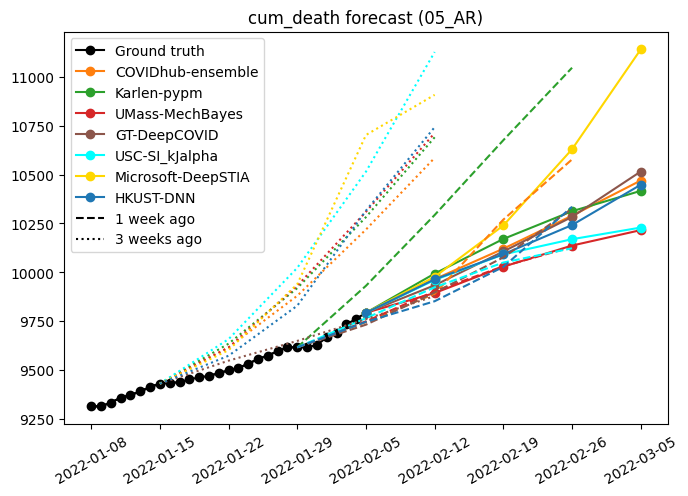 cum_death forecast (05_AR)
Ground truth
COVIDhub-ensemble
Karlen-pypm
UMass-MechBayes
GT-DeepCOVID
USC-SI_kJalpha
Microsoft-DeepSTIA
HKUST-DNN
1 week ago
3 weeks ago
11000
10750
10500
10250
10000
9750
9500
9250
2022-01-08
2022-01-15
2022-01-22
2022-01-29
2022-02-05
2022-02-12
2022-02-19
2022-02-26
2022-03-05